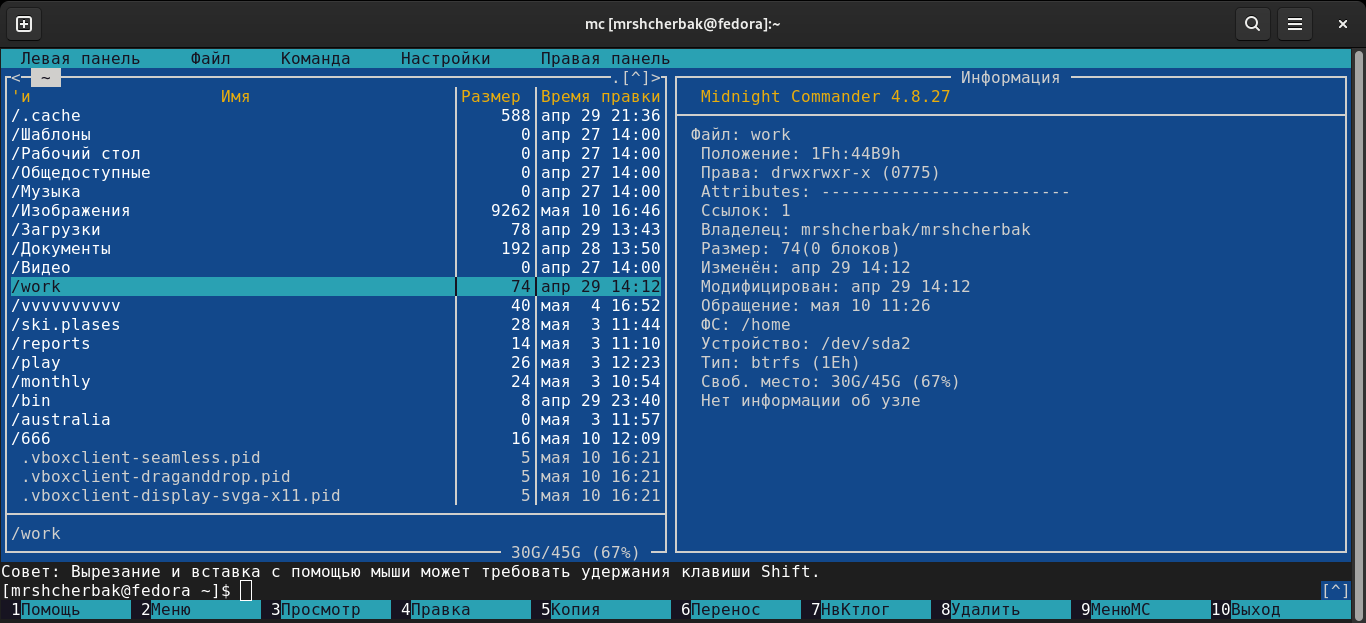 mc [mrshcherbak@fedora]:~
Левая панель Файл Команда Настройки Правая панель
<─ ~ ─.[^]>
'и Имя Размер Время правки
/.cache 588 апр 29 21:36
/Шаблоны 0 апр 27 14:00
/Рабочий стол 0 апр 27 14:00
/Общедоступные 0 апр 27 14:00
/Музыка 0 апр 27 14:00
/Изображения 9262 мая 10 16:46
/Загрузки 78 апр 29 13:43
/Документы 192 апр 28 13:50
/Видео 0 апр 27 14:00
/work 74 апр 29 14:12
/vvvvvvvvvv 40 мая 4 16:52
/ski.plases 28 мая 3 11:44
/reports 14 мая 3 11:10
/play 26 мая 3 12:23
/monthly 24 мая 3 10:54
/bin 8 апр 29 23:40
/australia 0 мая 3 11:57
/666 16 мая 10 12:09
.vboxclient-seamless.pid 5 мая 10 16:21
.vboxclient-draganddrop.pid 5 мая 10 16:21
.vboxclient-display-svga-x11.pid 5 мая 10 16:21
/work
30G/45G (67%)
Информация
Midnight Commander 4.8.27
Файл: work
Положение: 1Fh:44B9h
Права: drwxrwxr-x (0775)
Attributes: -------------------------
Ссылок: 1
Владелец: mrshcherbak/mrshcherbak
Размер: 74(0 блоков)
Изменён: апр 29 14:12
Модифицирован: апр 29 14:12
Обращение: мая 10 11:26
ФС: /home
Устройство: /dev/sda2
Тип: btrfs (1Eh)
Своб. место: 30G/45G (67%)
Нет информации об узле
Совет: Вырезание и вставка с помощью мыши может требовать удержания клавиши Shift.
[mrshcherbak@fedora ~]$ [^]
1Помощь 2Меню 3Просмотр 4Правка 5Копия 6Перенос 7НвКтлог 8Удалить 9МенюMC 10Выход